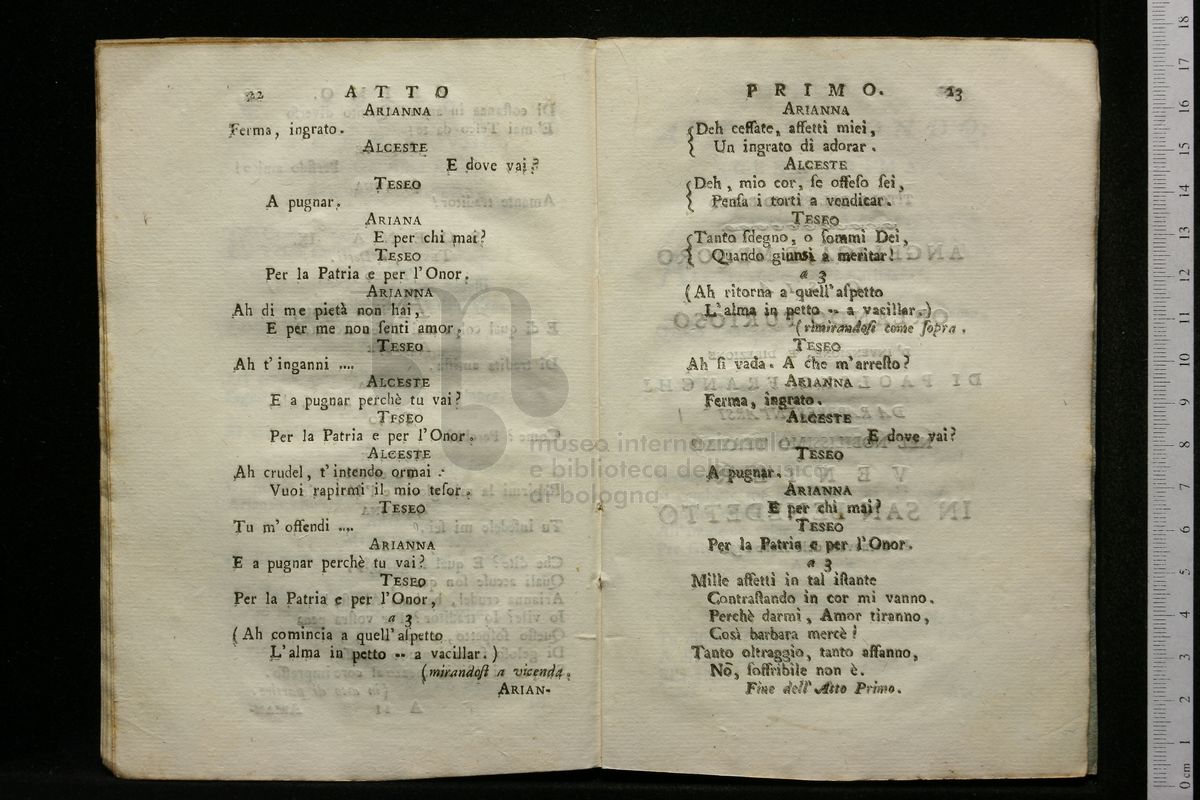 22 ATTO
ARIANNA
Ferma, ingrato.
ALCESTE
E dove vai?
TESEO
A pugnar.
ARIANA
E per chi mai?
TESEO
Per la Patria e per l'Onor.
ARIANNA
Ah di me pietà non hai,
E per me non ſenti amor.
TESEO
Ah t'inganni ....
ALCESTE
E a pugnar perchè tu vai?
TESEO
Per la Patria e per l'Onor.
ALCESTE
Ah crudel, t'intendo ormai:
Vuoi rapirmi il mio teſor.
TESEO
Tu m'offendi ....
ARIANNA
E a pugnar perchè tu vai?
TESEO
Per la Patria e per l'Onor,
a 3
(Ah comincia a quell'aſpetto
L'alma in petto -- a vacillar.)
(mirandoſi a vicenda.
ARIAN-
PRIMO. 23
ARIANNA
Deh ceſſate, affetti miei,
Un ingrato di adorar.
ALCESTE
Deh, mio cor, ſe offeſo ſei,
Penſa i torti a vendicar.
TESEO
Tanto ſdegno, o ſommi Dei,
Quando giunſi a meritar!
a 3
(Ah ritorna a quell'aſpetto
L'alma in petto -- a vacillar.)
(rimirandoſi come ſopra.
TESEO
Ah ſi vada. A che m'arreſto?
ARIANNA
Ferma, ingrato.
ALCESTE
E dove vai?
TESEO
A pugnar.
ARIANNA
E per chi mai?
TESEO
Per la Patria e per l'Onor.
a 3
Mille affetti in tal iſtante
Contraſtando in cor mi vanno.
Perchè darmi, Amor tiranno,
Così barbara mercè!
Tanto oltraggio, tanto affanno,
Nò, ſoffribile non è.
Fine dell'Atto Primo.
museo internazionale
e biblioteca della musica
di bologna